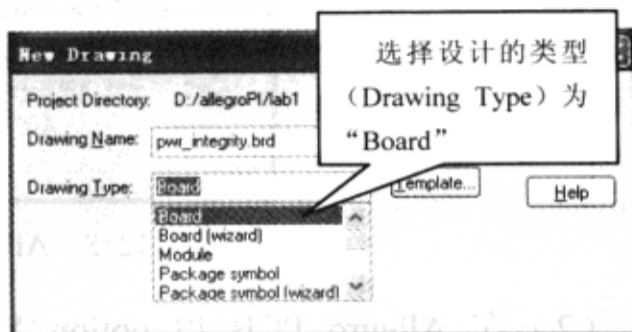 New Drawing
选择设计的类型
（Drawing Type）为
“Board”
Project Directory: D:/allegroPI/lab1
Drawing Name: pwr_integrity.brd
Drawing Type: Board
Template...
Help
Board
Board (wizard)
Module
Package symbol
Package symbol (wizard)